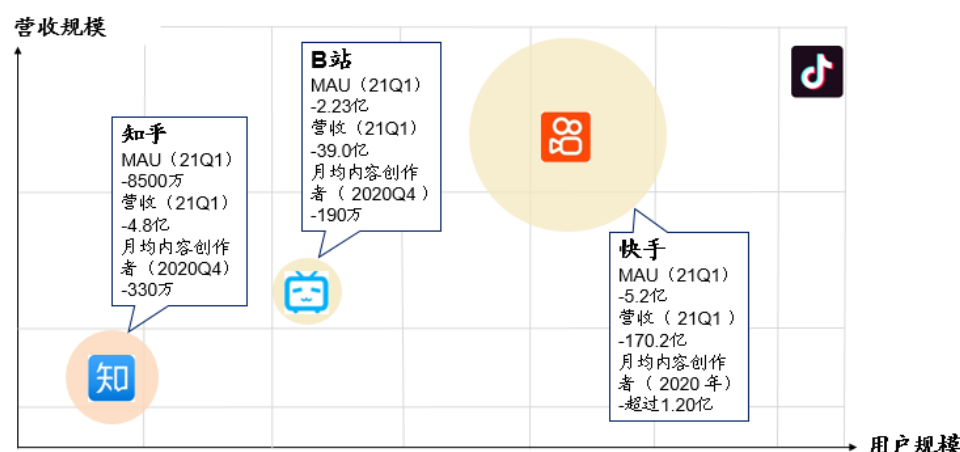 营收规模
B站
MAU（21Q1）
-2.23亿
营收（21Q1）
-39.0亿
月均内容创作
者（2020Q4）
-190万
知乎
MAU（21Q1）
-8500万
营收（21Q1）
-4.8亿
月均内容创作
者（2020Q4）
-330万
快手
MAU（21Q1）
-5.2亿
营收（21Q1）
-170.2亿
月均内容创作
者（2020 年）
-超过1.20亿
知
用户规模